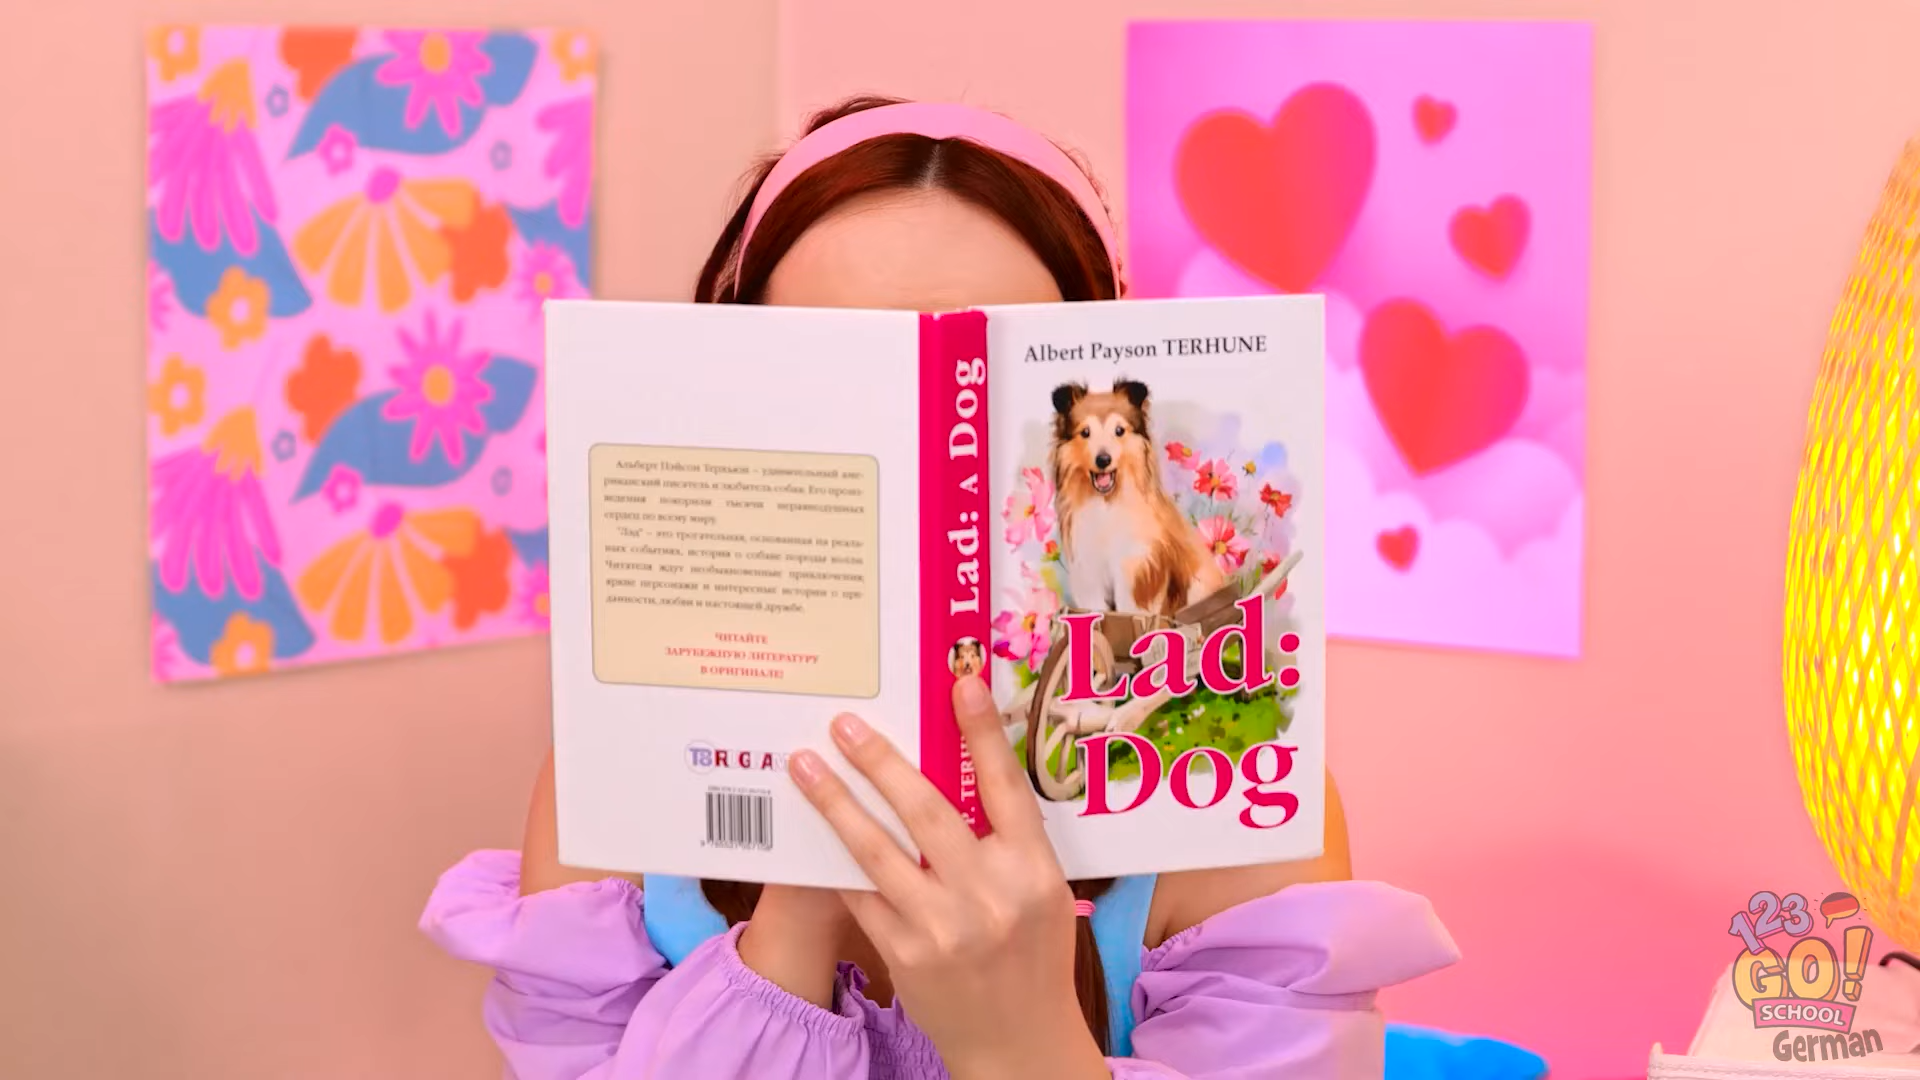 Альберт Пэйсон Терхьюн – удивительный аме-
риканский писатель и любитель собак. Его произ-
ведения покорили тысячи неравнодушных
сердец по всему миру.
"Лэд" – это трогательная, основанная на реаль-
ных событиях, история о собаке породы колли.
Читателя ждут необыкновенные приключения,
яркие персонажи и интересные истории о пре-
данности, любви и настоящей дружбе.
ЧИТАЙТЕ
ЗАРУБЕЖНУЮ ЛИТЕРАТУРУ
В ОРИГИНАЛЕ!
T8 RUGRAM
Lad: A Dog
Albert Payson TERHUNE
Lad:
Dog
123
GO!
SCHOOL
German